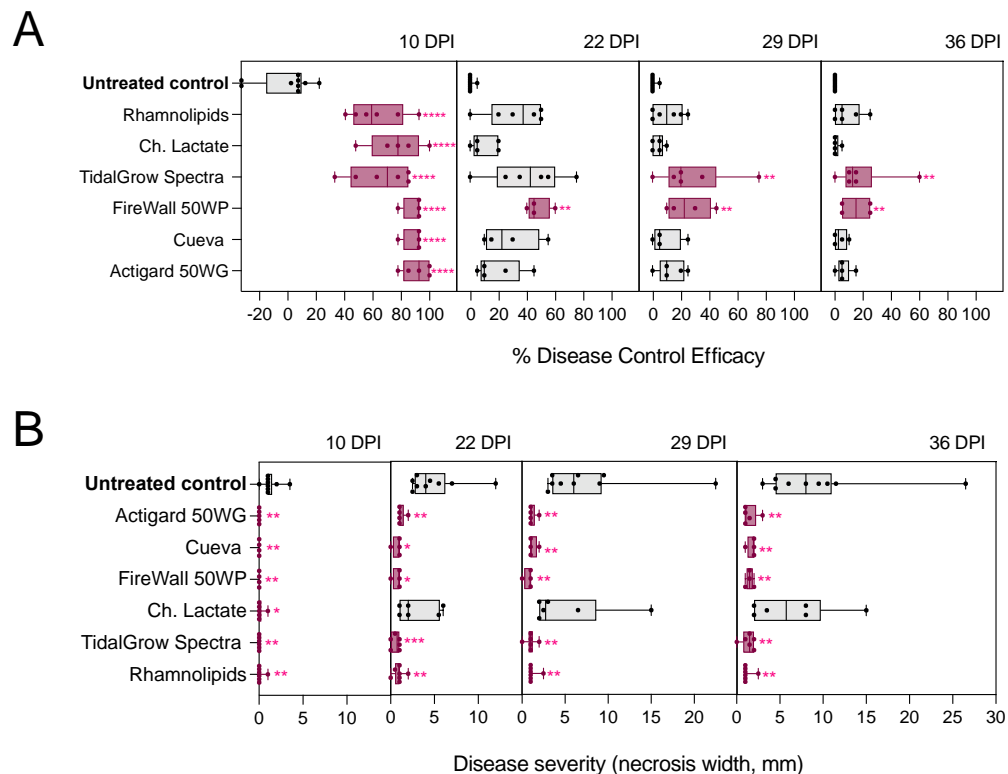 A
10 DPI 22 DPI 29 DPI 36 DPI
Untreated control
Rhamnolipids ****
Ch. Lactate ****
TidalGrow Spectra **** ** **
FireWall 50WP **** ** ** **
Cueva ****
Actigard 50WG ****
-20 0 20 40 60 80 100 0 20 40 60 80 100 0 20 40 60 80 100 0 20 40 60 80 100
% Disease Control Efficacy
B
10 DPI 22 DPI 29 DPI 36 DPI
Untreated control
Actigard 50WG ** ** ** **
Cueva ** * ** **
FireWall 50WP ** * ** **
Ch. Lactate *
TidalGrow Spectra ** *** ** **
Rhamnolipids ** ** ** **
0 5 0 5 10 0 5 10 15 20 0 5 10 15 20 25 30
Disease severity (necrosis width, mm)